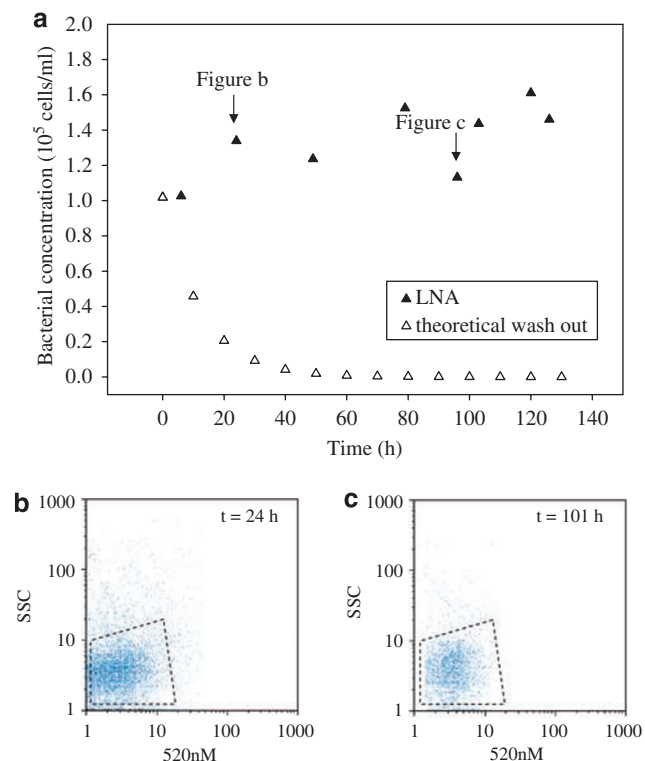 a
2.0
1.8
1.6
1.4
1.2
1.0
0.8
0.6
0.4
0.2
0.0
Bacterial concentration (10⁵ cells/ml)
Figure b
Figure c
LNA
theoretical wash out
0 20 40 60 80 100 120 140
Time (h)
b
1000
100
10
1
SSC
t = 24 h
1 10 100 1000
520nM
c
1000
100
10
1
SSC
t = 101 h
1 10 100 1000
520nM